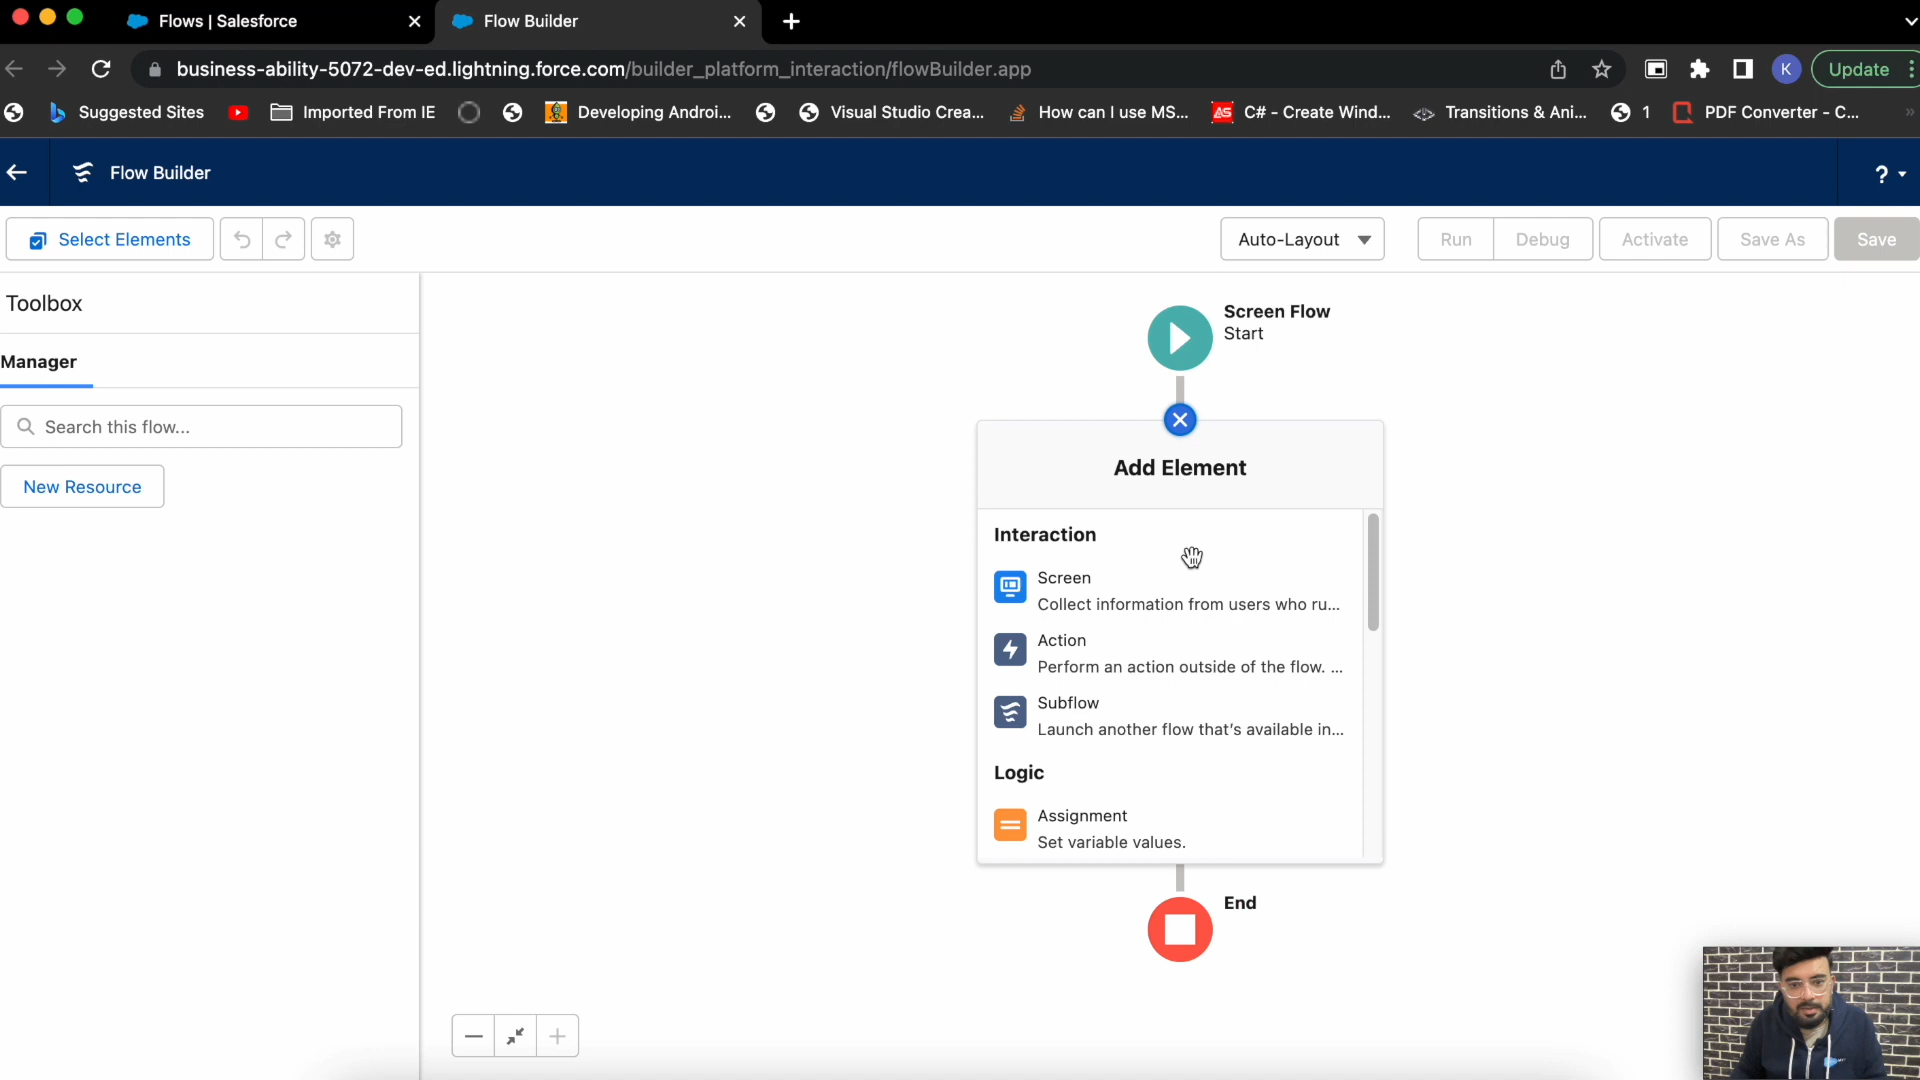 Flows | Salesforce
Flow Builder
business-ability-5072-dev-ed.lightning.force.com/builder_platform_interaction/flowBuilder.app
K
Update
Suggested Sites
Imported From IE
Developing Androi...
Visual Studio Crea...
How can I use MS...
AS
C# - Create Wind...
Transitions & Ani...
1
PDF Converter - C...
»
Flow Builder
?
Select Elements
Auto-Layout
Run
Debug
Activate
Save As
Save
Toolbox
Manager
Search this flow...
New Resource
Screen Flow
Start
Add Element
Interaction
Screen
Collect information from users who ru...
Action
Perform an action outside of the flow. ...
Subflow
Launch another flow that's available in...
Logic
Assignment
Set variable values.
End